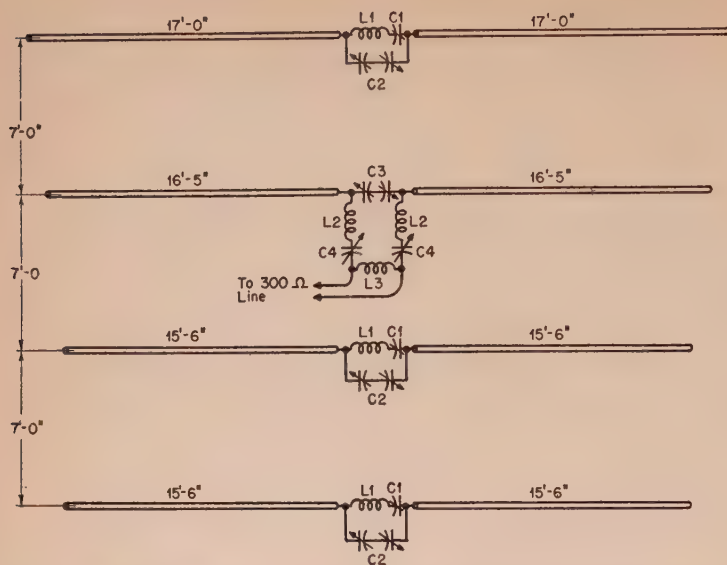 17'-0" L1 C1 17'-0"
C2
7'-0"
16'-5" C3 16'-5"
L2 L2
C4 C4
L3
To 300 Ω
Line
7'-0
15'-6" L1 C1 15'-6"
C2
7'-0"
15'-6" L1 C1 15'-6"
C2